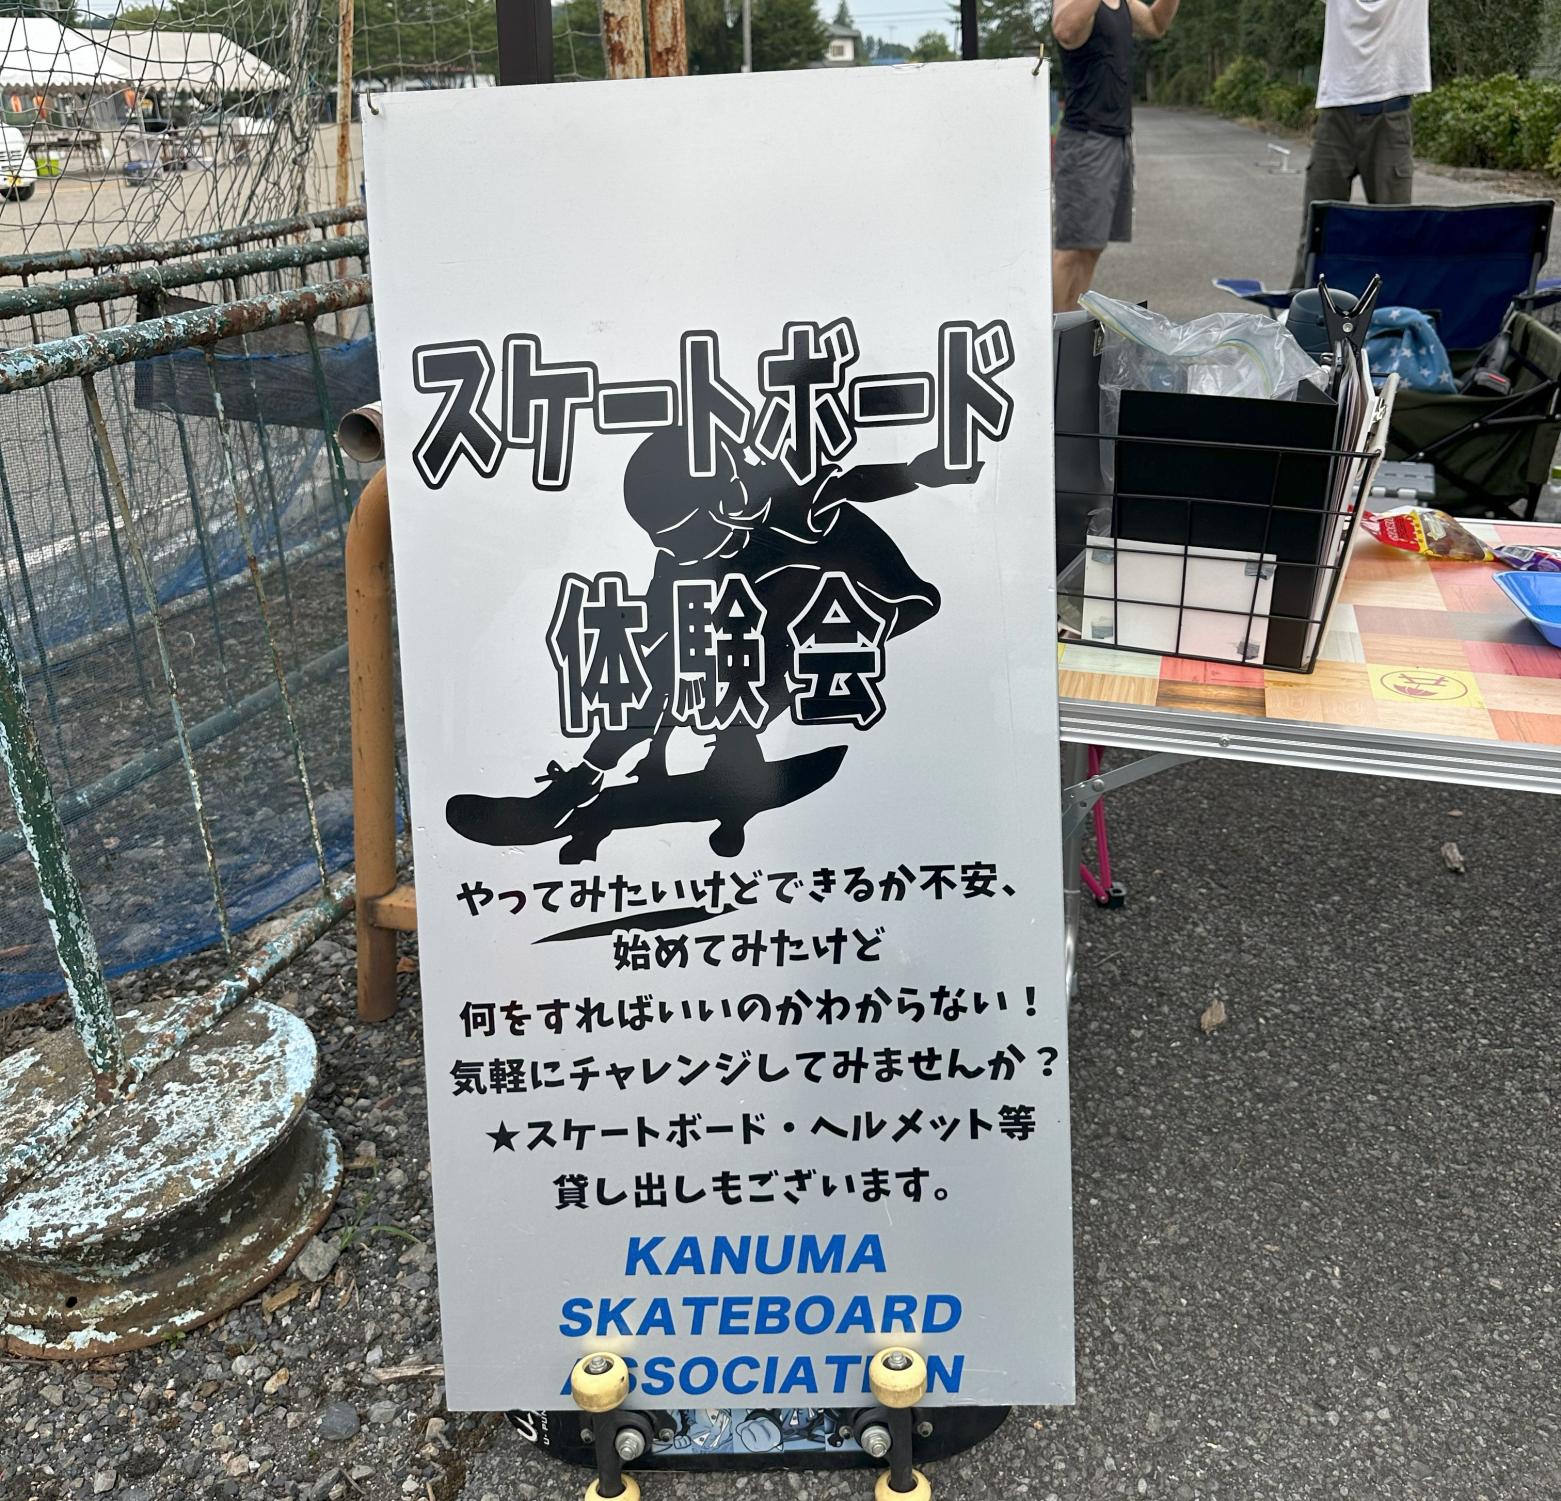 スケートボード
体験会
やってみたいけどできるか不安、
始めてみたけど
何をすればいいのかわからない！
気軽にチャレンジしてみませんか？
★スケートボード・ヘルメット等
貸し出しもございます。
KANUMA
SKATEBOARD
ASSOCIATION